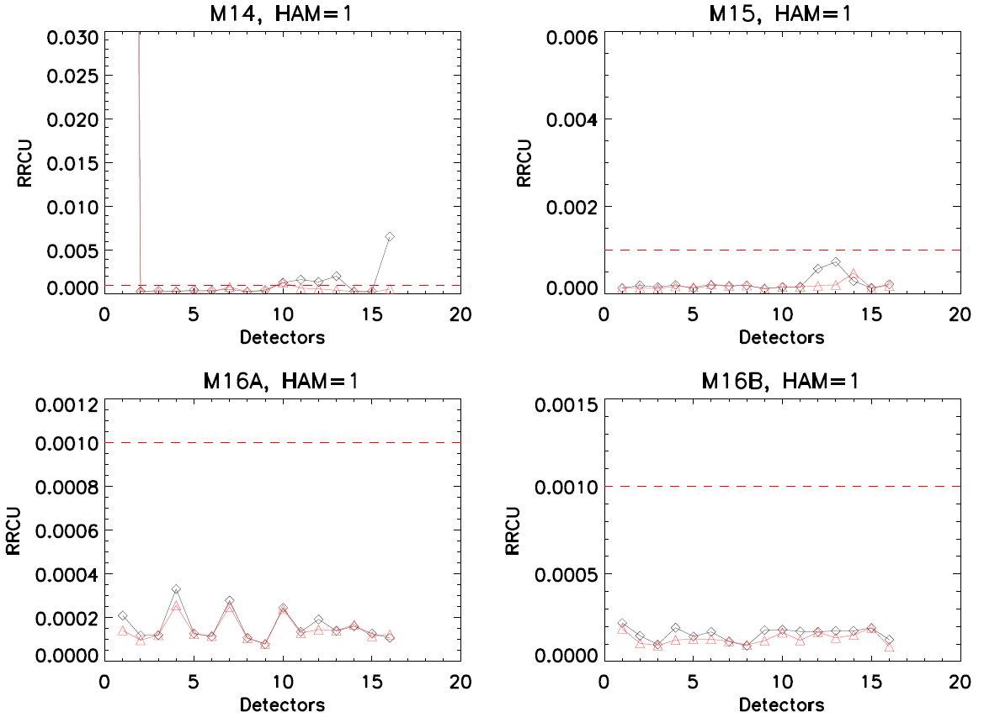 M14, HAM=1
0.030
0.025
0.020
0.015
0.010
0.005
0.000
RRCU
0 5 10 15 20
Detectors
M15, HAM=1
0.006
0.004
0.002
0.000
RRCU
0 5 10 15 20
Detectors
M16A, HAM=1
0.0012
0.0010
0.0008
0.0006
0.0004
0.0002
0.0000
RRCU
0 5 10 15 20
Detectors
M16B, HAM=1
0.0015
0.0010
0.0005
0.0000
RRCU
0 5 10 15 20
Detectors